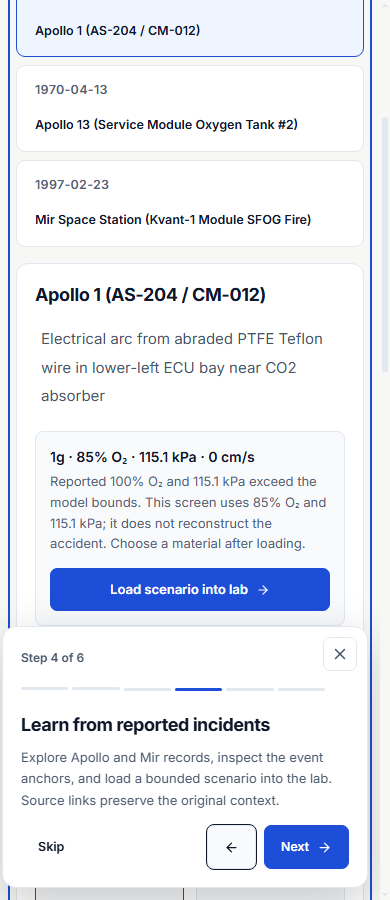 Apollo 1 (AS-204 / CM-012)
1970-04-13
Apollo 13 (Service Module Oxygen Tank #2)
1997-02-23
Mir Space Station (Kvant-1 Module SFOG Fire)
Apollo 1 (AS-204 / CM-012)
Electrical arc from abraded PTFE Teflon
wire in lower-left ECU bay near CO2
absorber
1g · 85% O₂ · 115.1 kPa · 0 cm/s
Reported 100% O₂ and 115.1 kPa exceed the
model bounds. This screen uses 85% O₂ and
115.1 kPa; it does not reconstruct the
accident. Choose a material after loading.
Load scenario into lab →
Step 4 of 6
Learn from reported incidents
Explore Apollo and Mir records, inspect the event
anchors, and load a bounded scenario into the lab.
Source links preserve the original context.
Skip
←
Next →